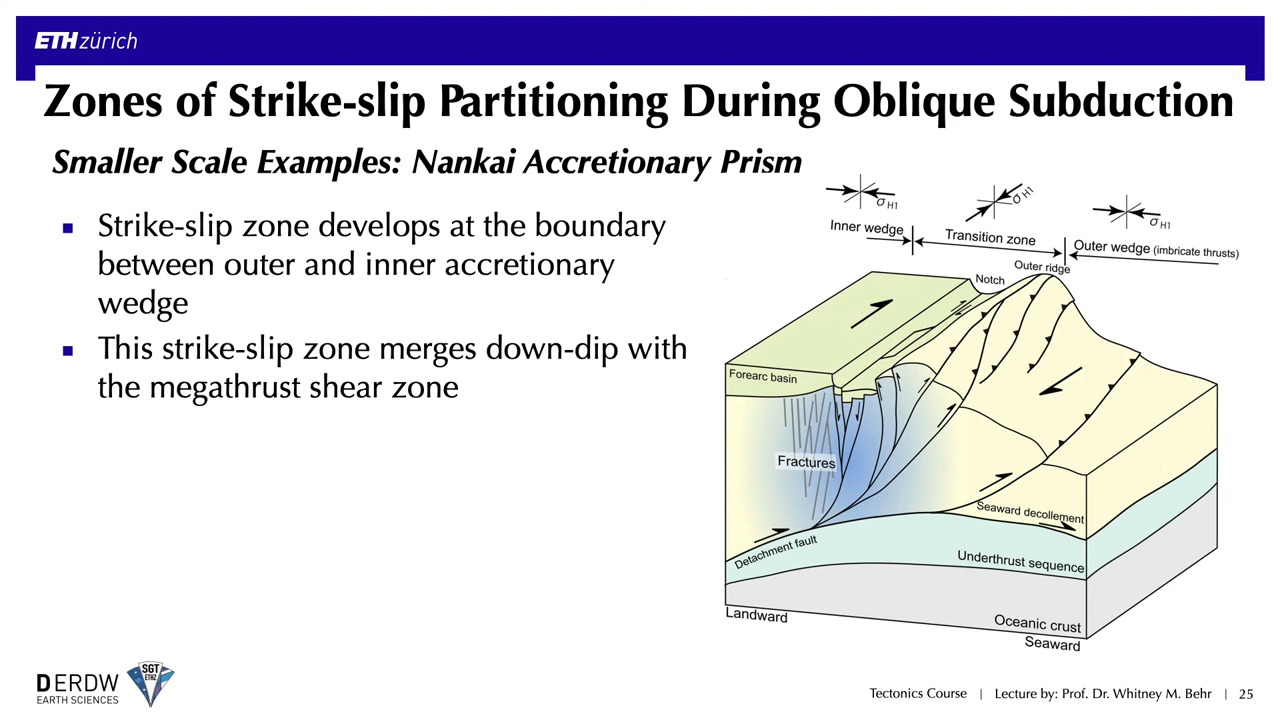 ETH zürich
Zones of Strike-slip Partitioning During Oblique Subduction
Smaller Scale Examples: Nankai Accretionary Prism
Strike-slip zone develops at the boundary
between outer and inner accretionary
wedge
This strike-slip zone merges down-dip with
the megathrust shear zone
σH1
σH1
σH1
Inner wedge
Transition zone
Outer wedge (imbricate thrusts)
Outer ridge
Notch
Forearc basin
Fractures
Seaward decollement
Detachment fault
Underthrust sequence
Landward
Oceanic crust
Seaward
DERDW
EARTH SCIENCES
SGT
ETHZ
Tectonics Course | Lecture by: Prof. Dr. Whitney M. Behr | 25